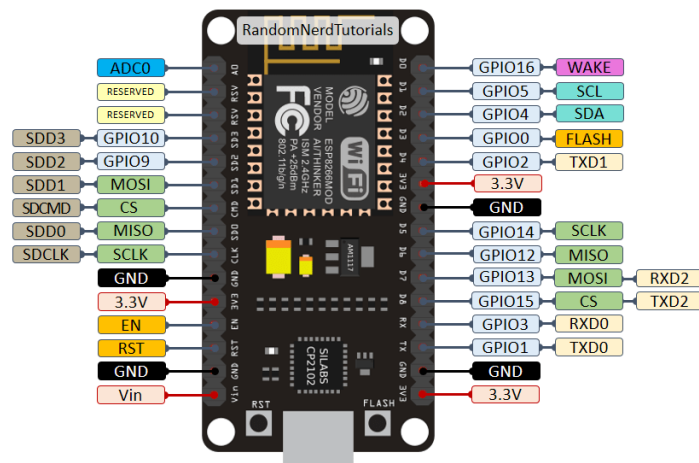 RandomNerdTutorials
ADC0
RESERVED
RESERVED
SDD3 GPIO10
SDD2 GPIO9
SDD1 MOSI
SDCMD CS
SDD0 MISO
SDCLK SCLK
GND
3.3V
EN
RST
GND
Vin
A0
RSV
RSV
SD3
SD2
SD1
CMD
SD0
CLK
GND
3V3
EN
RST
GND
Vin
MODEL ESP8266MOD
VENDOR AI/THINKER
ISM 2.4GHz
PA +25dBm
802.11b/g/n
FC
Wi Fi
AM1117
SILABS
CP2102
RST
FLASH
D0
D1
D2
D3
D4
3V3
GND
D5
D6
D7
D8
RX
TX
GND
3V3
GPIO16 WAKE
GPIO5 SCL
GPIO4 SDA
GPIO0 FLASH
GPIO2 TXD1
3.3V
GND
GPIO14 SCLK
GPIO12 MISO
GPIO13 MOSI RXD2
GPIO15 CS TXD2
GPIO3 RXD0
GPIO1 TXD0
GND
3.3V